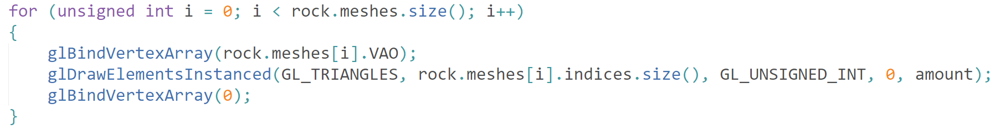 for (unsigned int i = 0; i < rock.meshes.size(); i++)
{
    glBindVertexArray(rock.meshes[i].VAO);
    glDrawElementsInstanced(GL_TRIANGLES, rock.meshes[i].indices.size(), GL_UNSIGNED_INT, 0, amount);
    glBindVertexArray(0);
}